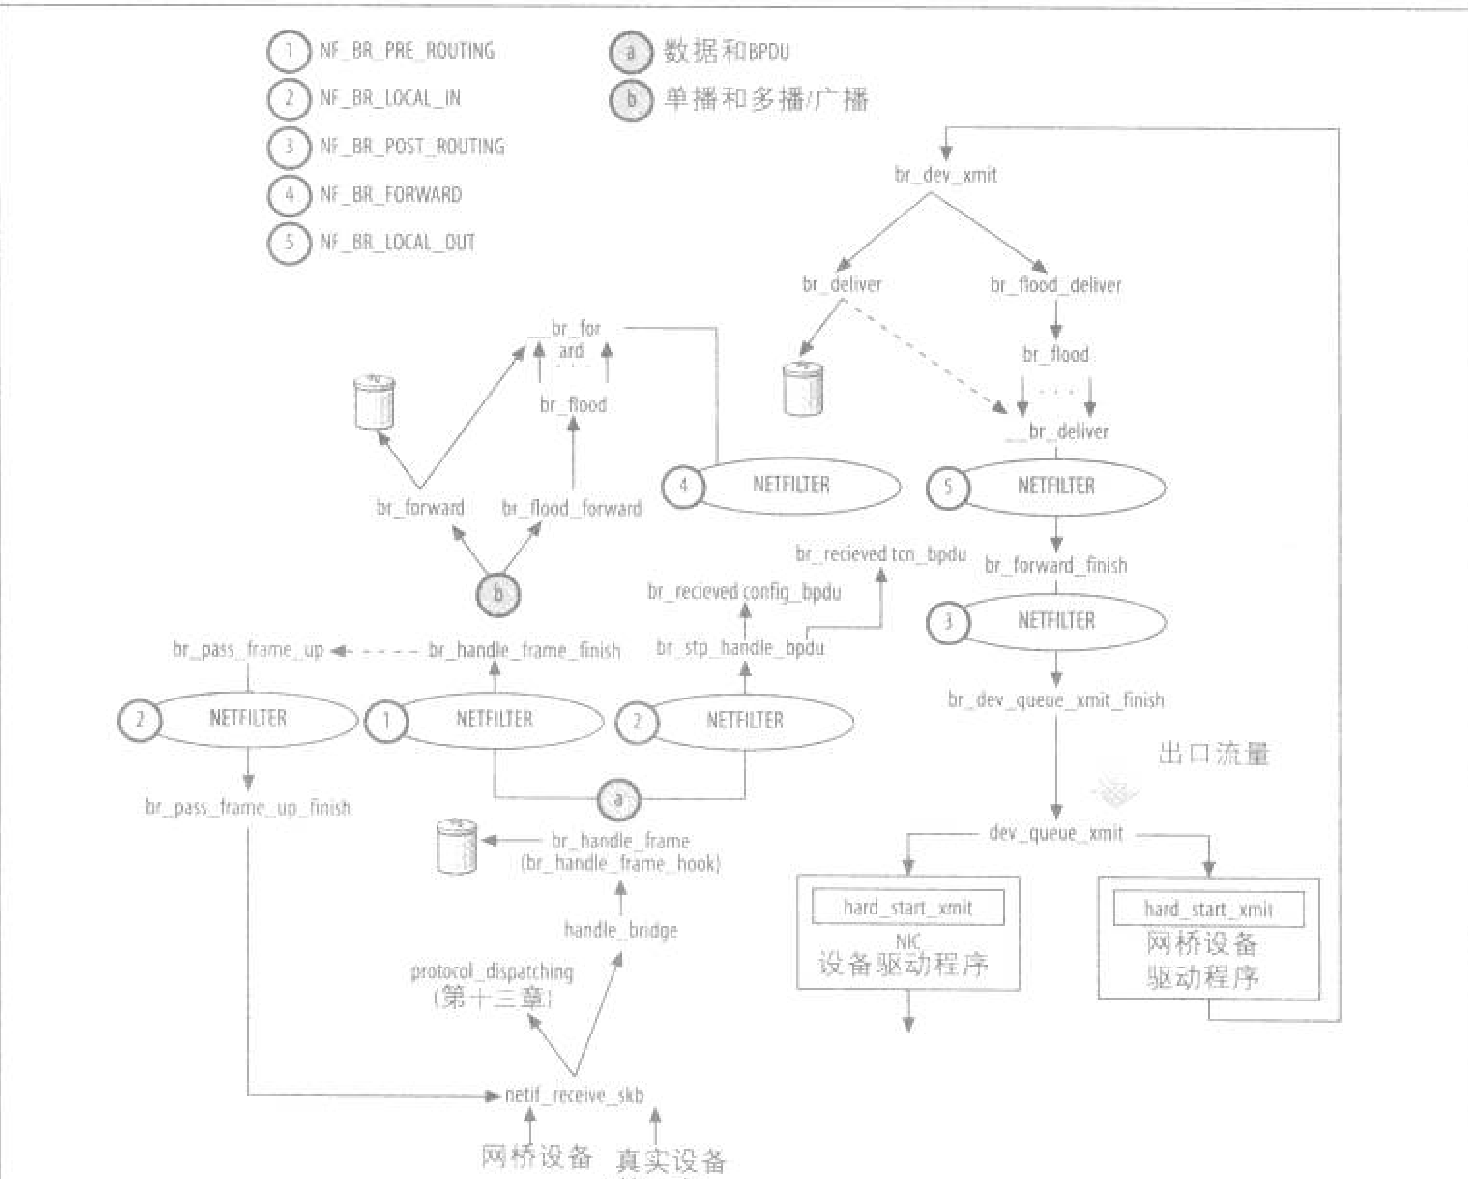 1 NF_BR_PRE_ROUTING
2 NF_BR_LOCAL_IN
3 NF_BR_POST_ROUTING
4 NF_BR_FORWARD
5 NF_BR_LOCAL_OUT
a 数据和BPDU
b 单播和多播/广播
br_dev_xmit
br_deliver
br_flood_deliver
__br_for
ard
br_flood
. . .
br_flood
. . .
__br_deliver
4 NETFILTER
5 NETFILTER
br_forward
br_flood_forward
br_recieved tcn_bpdu
br_forward_finish
br_recieved config_bpdu
b
3 NETFILTER
br_pass_frame_up
br_handle_frame_finish
br_stp_handle_bpdu
br_dev_queue_xmit_finish
2 NETFILTER
1 NETFILTER
2 NETFILTER
出口流量
a
br_pass_frame_up_finish
br_handle_frame
(br_handle_frame_hook)
dev_queue_xmit
handle_bridge
hard_start_xmit
NIC
设备驱动程序
hard_start_xmit
网桥设备
驱动程序
protocol_dispatching
(第十三章)
netif_receive_skb
网桥设备
真实设备